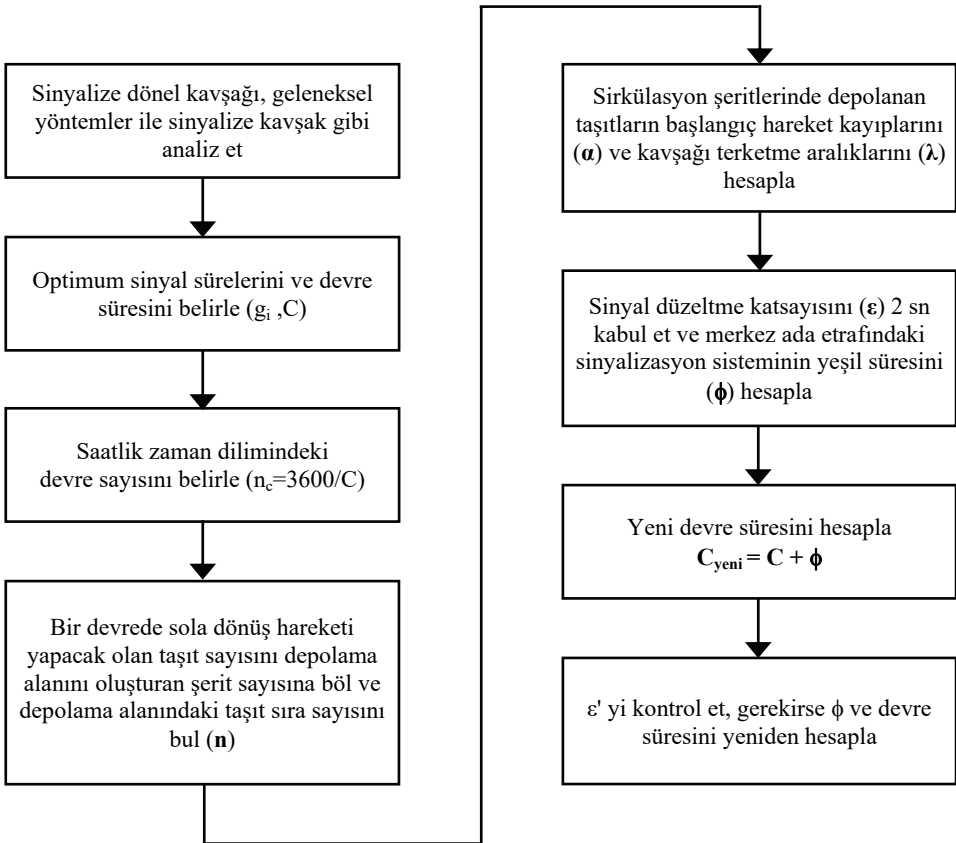 Sinyalize dönel kavşağı, geleneksel
yöntemler ile sinyalize kavşak gibi
analiz et
Optimum sinyal sürelerini ve devre
süresini belirle (gi ,C)
Saatlik zaman dilimindeki
devre sayısını belirle (nc=3600/C)
Bir devrede sola dönüş hareketi
yapacak olan taşıt sayısını depolama
alanını oluşturan şerit sayısına böl ve
depolama alanındaki taşıt sıra sayısını
bul (n)
Sirkülasyon şeritlerinde depolanan
taşıtların başlangıç hareket kayıplarını
(α) ve kavşağı terketme aralıklarını (λ)
hesapla
Sinyal düzeltme katsayısını (ε) 2 sn
kabul et ve merkez ada etrafındaki
sinyalizasyon sisteminin yeşil süresini
(ϕ) hesapla
Yeni devre süresini hesapla
Cyeni = C + ϕ
ε' yi kontrol et, gerekirse ϕ ve devre
süresini yeniden hesapla